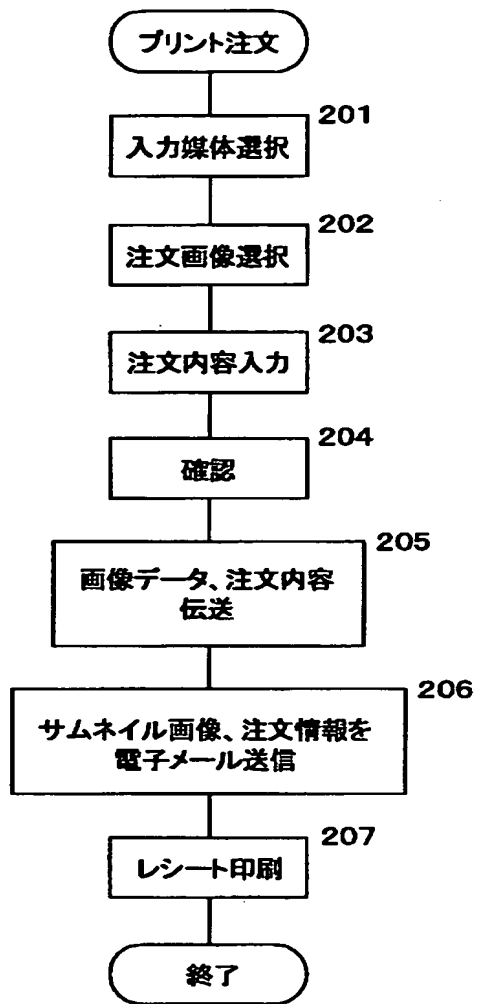 プリント注文
201
入力媒体選択
202
注文画像選択
203
注文内容入力
204
確認
205
画像データ、注文内容
伝送
206
サムネイル画像、注文情報を
電子メール送信
207
レシート印刷
終了